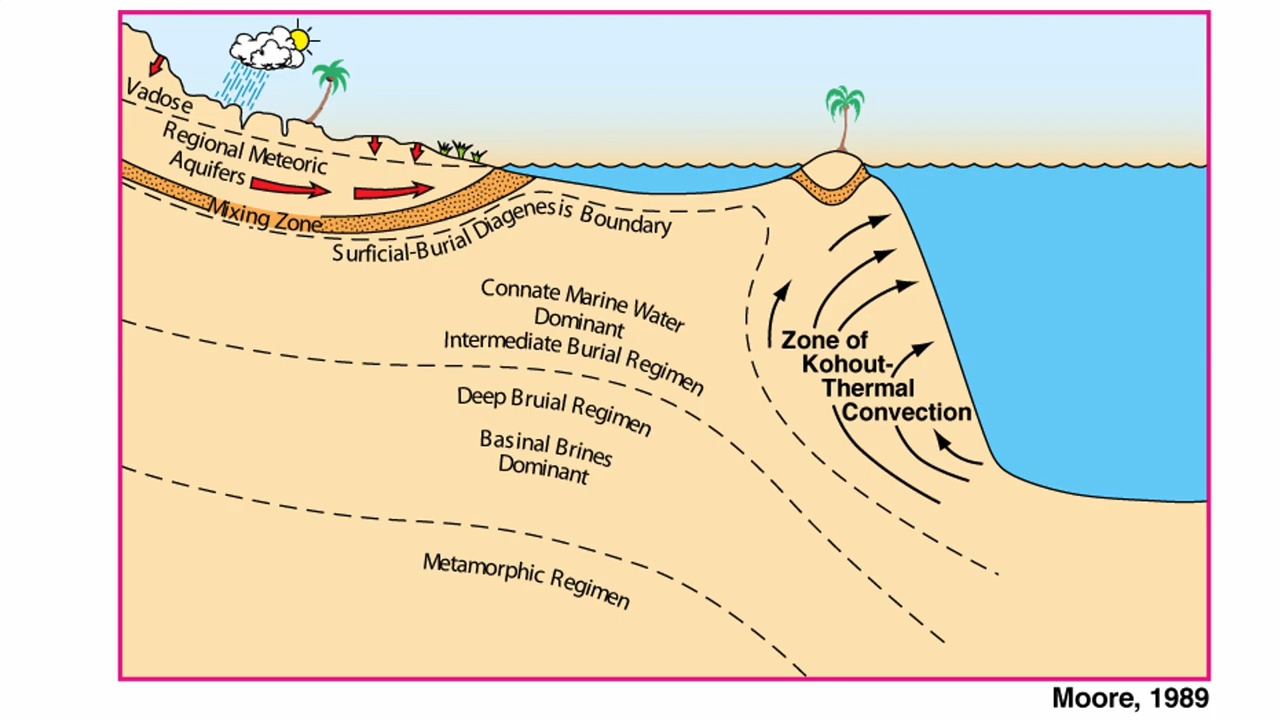 Vadose
Regional Meteoric
Aquifers
Mixing Zone
Surficial-Burial Diagenesis Boundary
Connate Marine Water
Dominant
Intermediate Burial Regimen
Zone of
Kohout-
Thermal
Convection
Deep Bruial Regimen
Basinal Brines
Dominant
Metamorphic Regimen
Moore, 1989